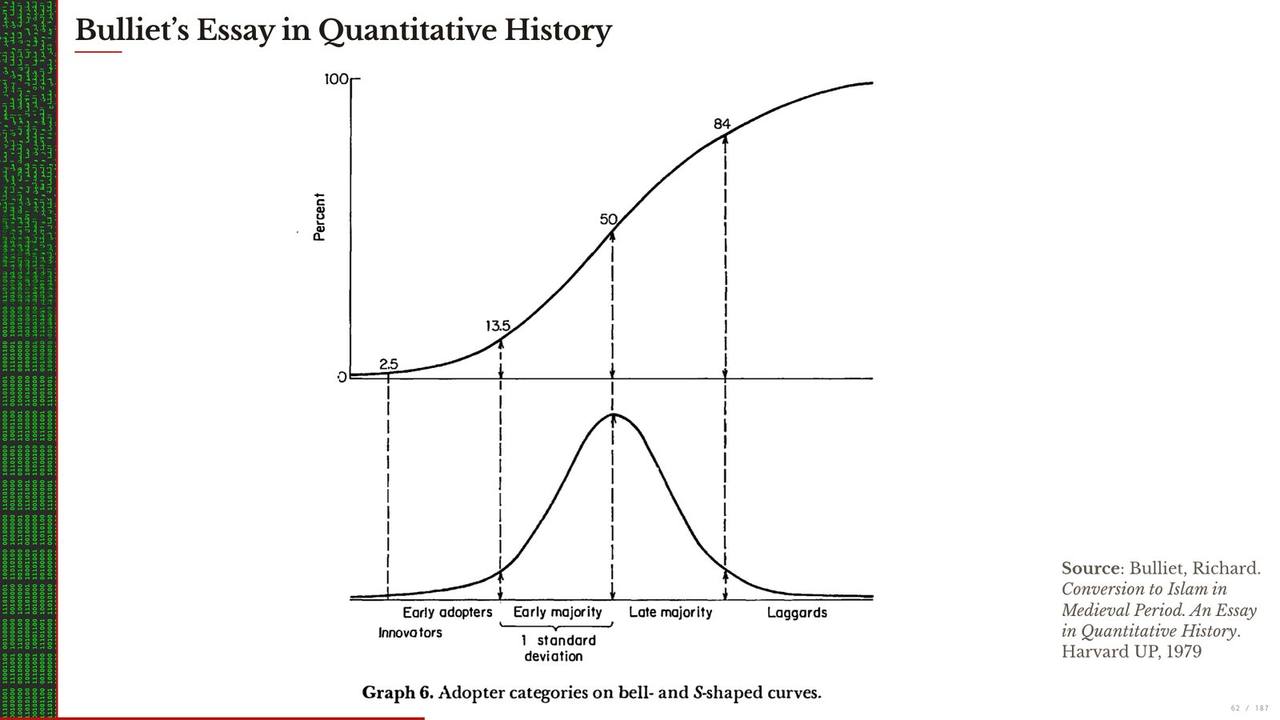 Bulliet's Essay in Quantitative History
100
84
Percent
50
13.5
2.5
0
Early adopters Early majority Late majority Laggards
Innovators
1 standard
deviation
Graph 6. Adopter categories on bell- and S-shaped curves.
Source: Bulliet, Richard.
Conversion to Islam in
Medieval Period. An Essay
in Quantitative History.
Harvard UP, 1979
62 / 187